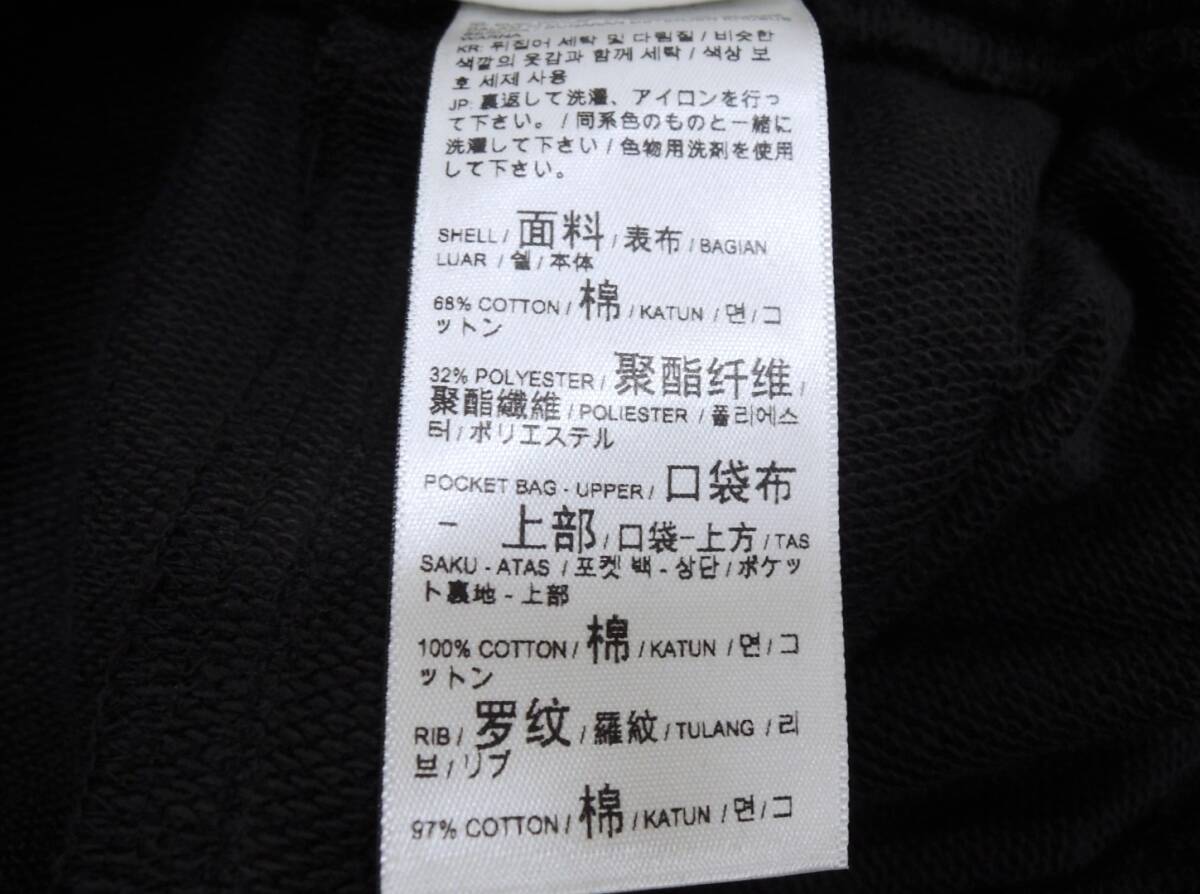 WARNA
KR: 뒤집어 세탁 및 다림질 / 비슷한
색깔의 옷감과 함께 세탁 / 색상 보
호 세제 사용
JP: 裏返して洗濯、アイロンを行っ
て下さい。/ 同系色のものと一緒に
洗濯して下さい / 色物用洗剤を使用
して下さい。
SHELL / 面料 / 表布 / BAGIAN
LUAR / 쉘 / 本体
68% COTTON / 棉 / KATUN / 면 / コ
ットン
32% POLYESTER / 聚酯纤维 /
聚酯纖維 / POLIESTER / 폴리에스
터 / ポリエステル
POCKET BAG - UPPER / 口袋布
- 上部 / 口袋-上方 / TAS
SAKU - ATAS / 포켓 백 - 상단 / ポケッ
ト裏地 - 上部
100% COTTON / 棉 / KATUN / 면 / コ
ットン
RIB / 罗纹 / 羅紋 / TULANG / 리
브 / リブ
97% COTTON / 棉 / KATUN / 면 / コ